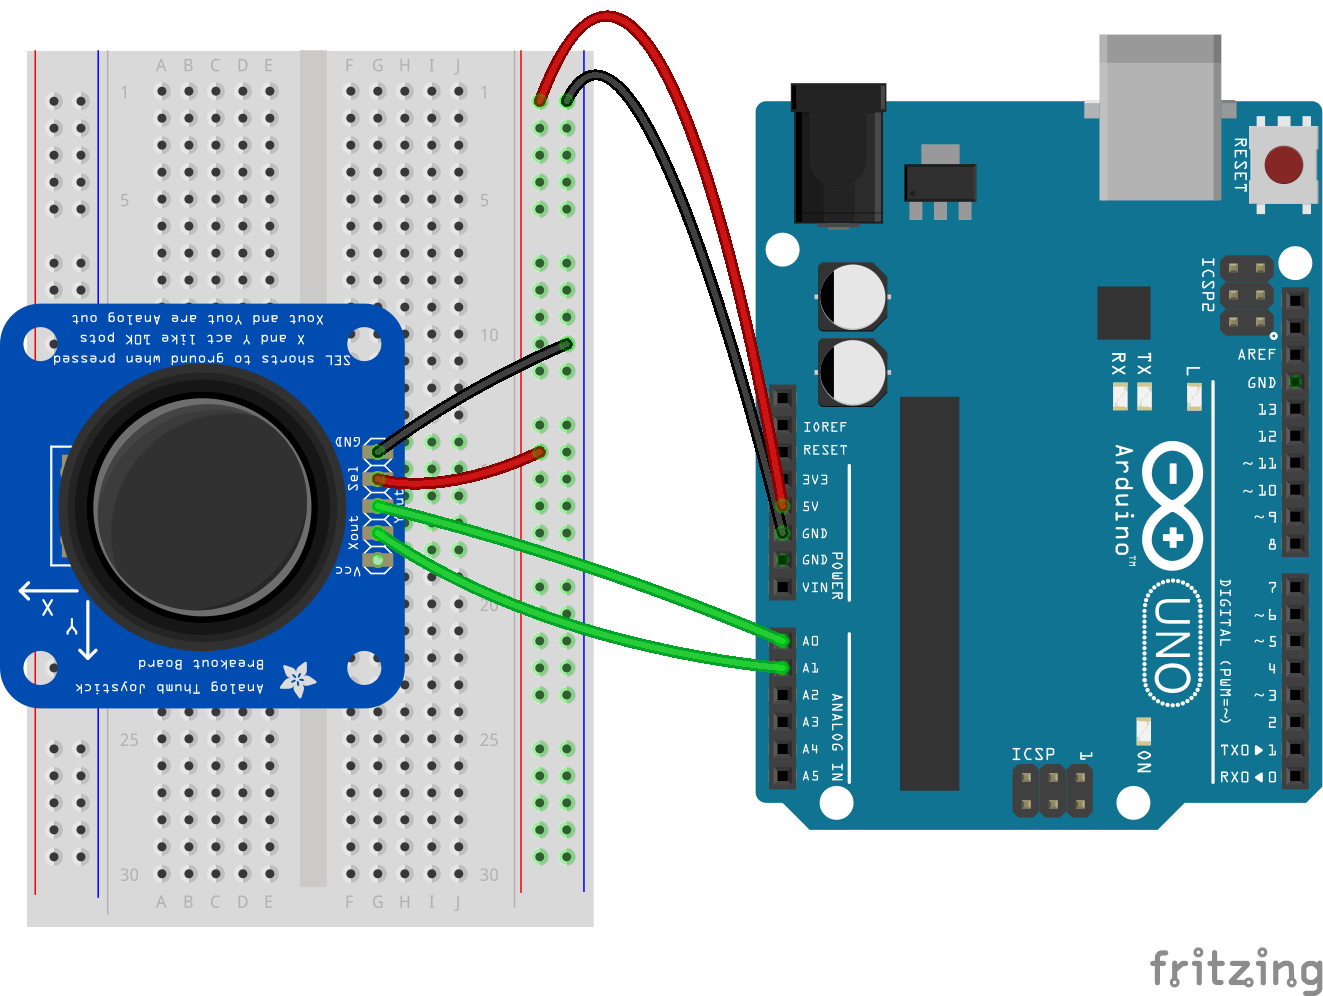 A B C D E F G H I J
1 1
5 5
10 10
20 20
25 25
30 30
A B C D E F G H I J
Xout and Yout are Analog out
X and Y act like 10K pots
SEL shorts to ground when pressed
GND
Sel
Yout
Xout
Vcc
X
Y
Analog Thumb Joystick
Breakout Board
RESET
ICSP2
IOREF
RESET
3V3
5V
GND
GND
VIN
POWER
A0
A1
A2
A3
A4
A5
ANALOG IN
RX
TX
L
Arduino™
UNO
ON
ICSP
1
AREF
GND
13
12
~11
~10
~9
8
7
~6
~5
4
~3
2
TX0▶1
RX0◀0
DIGITAL (PWM=~)
fritzing